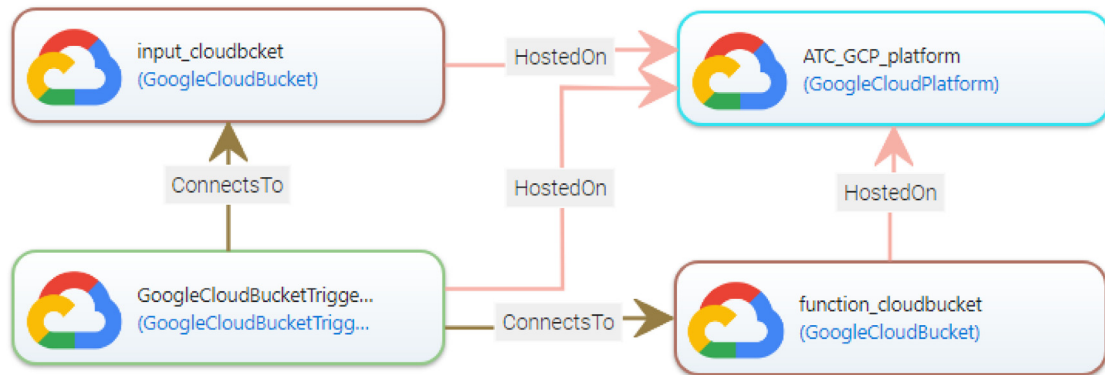 input_cloudbcket
(GoogleCloudBucket)
HostedOn
ATC_GCP_platform
(GoogleCloudPlatform)
ConnectsTo
HostedOn
HostedOn
GoogleCloudBucketTrigge...
(GoogleCloudBucketTrigg...
ConnectsTo
function_cloudbucket
(GoogleCloudBucket)